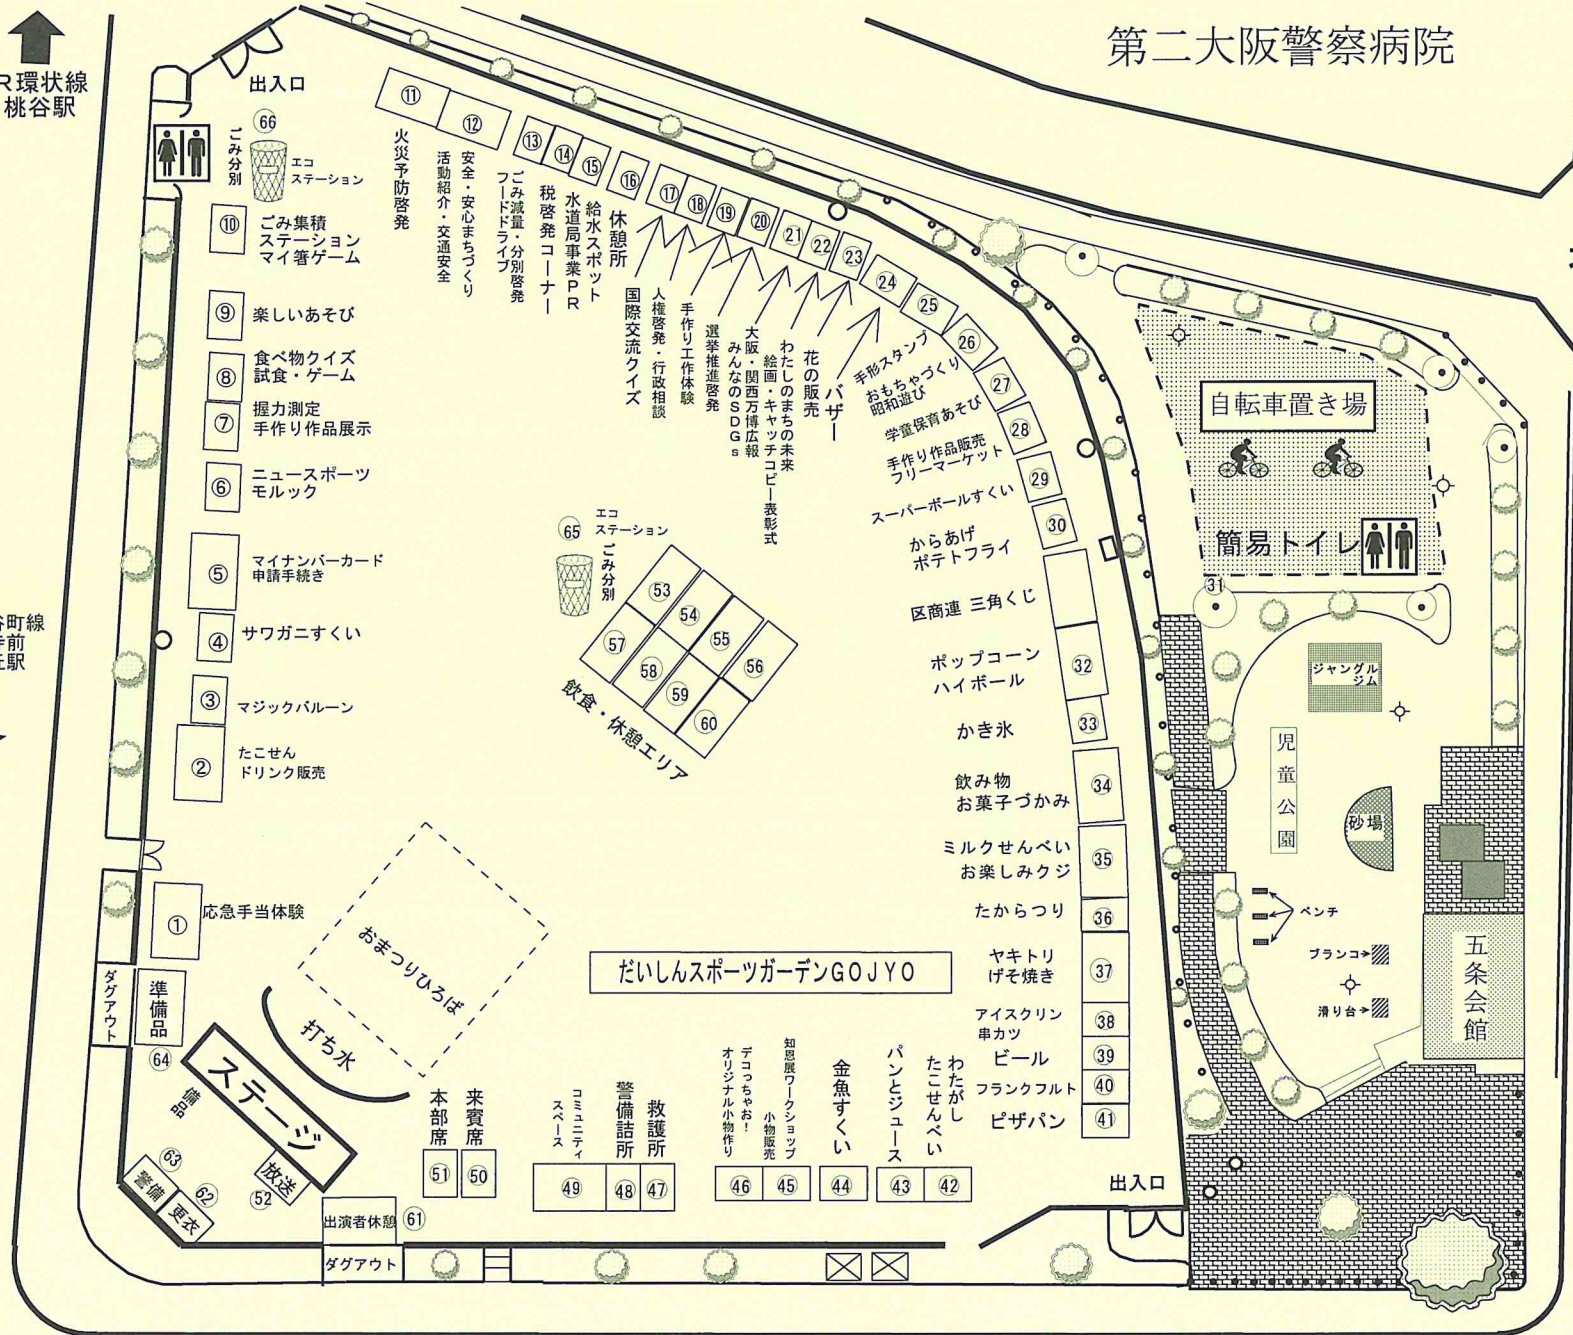 第二大阪警察病院
R環状線
桃谷駅
出入口
ごみ分別
66
エコ
ステーション
⑩
ごみ集積
ステーション
マイ箸ゲーム
⑨
楽しいあそび
⑧
食べ物クイズ
試食・ゲーム
⑦
握力測定
手作り作品展示
⑥
ニュースポーツ
モルック
⑤
マイナンバーカード
申請手続き
④
サワガニすくい
③
マジックバルーン
②
たこせん
ドリンク販売
①
応急手当体験
谷町線
寺前
丘駅
⑪
火災予防啓発
⑫
安全・安心まちづくり
活動紹介・交通安全
⑬
ごみ減量・分別啓発
フードドライブ
⑭
税啓発コーナー
⑮
給水スポット
水道局事業PR
⑯
休憩所
⑰
国際交流クイズ
⑱
人権啓発・行政相談
⑲
手作り工作体験
⑳
選挙推進啓発
㉑
大阪・関西万博広報
みんなのSDGs
㉒
わたしのまちの未来
絵画・キャッチコピー表彰式
㉓
花の販売
㉔
バザー
㉕
手形スタンプ
㉖
おもちゃづくり
昭和遊び
㉗
学童保育あそび
㉘
手作り作品販売
フリーマーケット
㉙
スーパーボールすくい
㉚
からあげ
ポテトフライ
㉛
区商連 三角くじ
㉜
ポップコーン
ハイボール
㉝
かき氷
㉞
飲み物
お菓子づかみ
㉟
ミルクせんべい
お楽しみクジ
㊱
たからつり
㊲
ヤキトリ
げそ焼き
㊳
アイスクリン
串カツ
㊴
ビール
㊵
フランクフルト
㊶
ピザパン
出入口
65
エコ
ステーション
ごみ分別
53
54
55
56
57
58
59
60
飲食・休憩エリア
おまつりひろば
だいしんスポーツガーデンGOJYO
打ち水
ステージ
ダグアウト
準備品
64
備品
63
警備
62
更衣
放送
52
出演者休憩
61
ダグアウト
本部席
51
来賓席
㊿
コミュニティ
スペース
㊾
警備詰所
㊽
救護所
㊼
デコっちゃお!
オリジナル小物作り
㊻
知恩展ワークショップ
小物販売
㊺
金魚すくい
㊹
パンとジュース
㊸
わたがし
たこせんべい
㊷
自転車置き場
簡易トイレ
ジャングル
ジム
児童公園
砂場
ベンチ
ブランコ→
滑り台→
五条会館